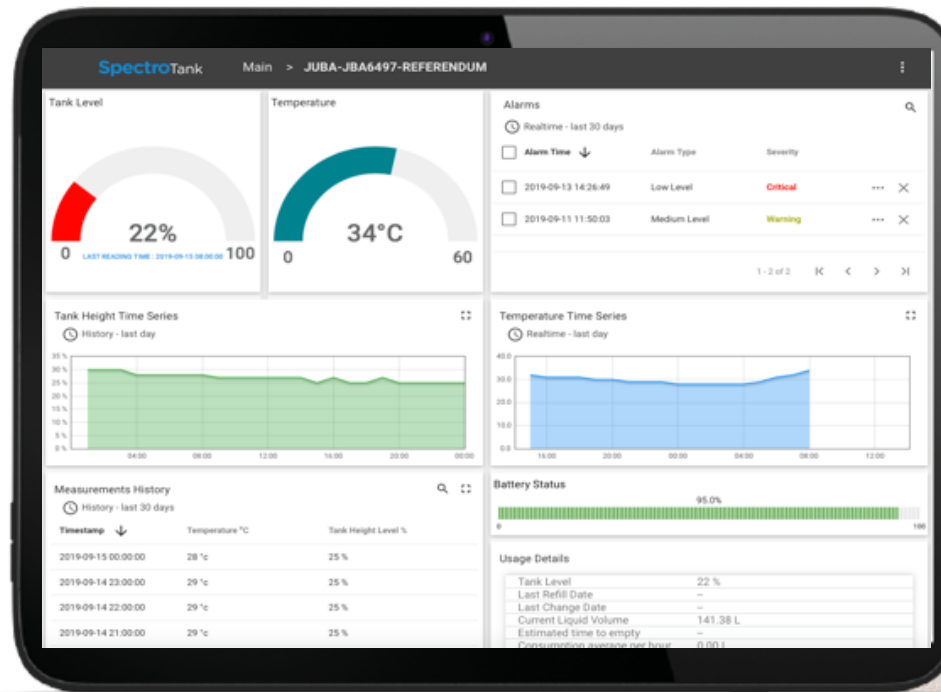 SpectroTank Main > JUBA-JBA6497-REFERENDUM
Tank Level
22%
0
LAST READING TIME : 2019-09-15 08:00:00
100
Temperature
34°C
0
60
Alarms
Realtime - last 30 days
Alarm Time Alarm Type Severity
2019-09-13 14:26:49 Low Level Critical
2019-09-11 11:50:03 Medium Level Warning
1 - 2 of 2
Tank Height Time Series
History - last day
35 %
30 %
25 %
20 %
15 %
10 %
5 %
0 %
04:00 08:00 12:00 16:00 20:00 00:00
Temperature Time Series
Realtime - last day
40.0
30.0
20.0
10.0
0.0
16:00 20:00 00:00 04:00 08:00 12:00
Measurements History
History - last 30 days
Timestamp Temperature °C Tank Height Level %
2019-09-15 00:00:00 28 °c 25 %
2019-09-14 23:00:00 29 °c 25 %
2019-09-14 22:00:00 29 °c 25 %
2019-09-14 21:00:00 29 °c 25 %
Battery Status
95.0%
0 100
Usage Details
Tank Level 22 %
Last Refill Date --
Last Change Date --
Current Liquid Volume 141.38 L
Estimated time to empty --
Consumption average per hour 0.00 L